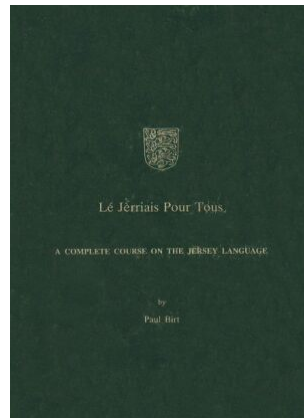 Lé Jèrriais Pour Tous
A COMPLETE COURSE ON THE JERSEY LANGUAGE
by
Paul Birt